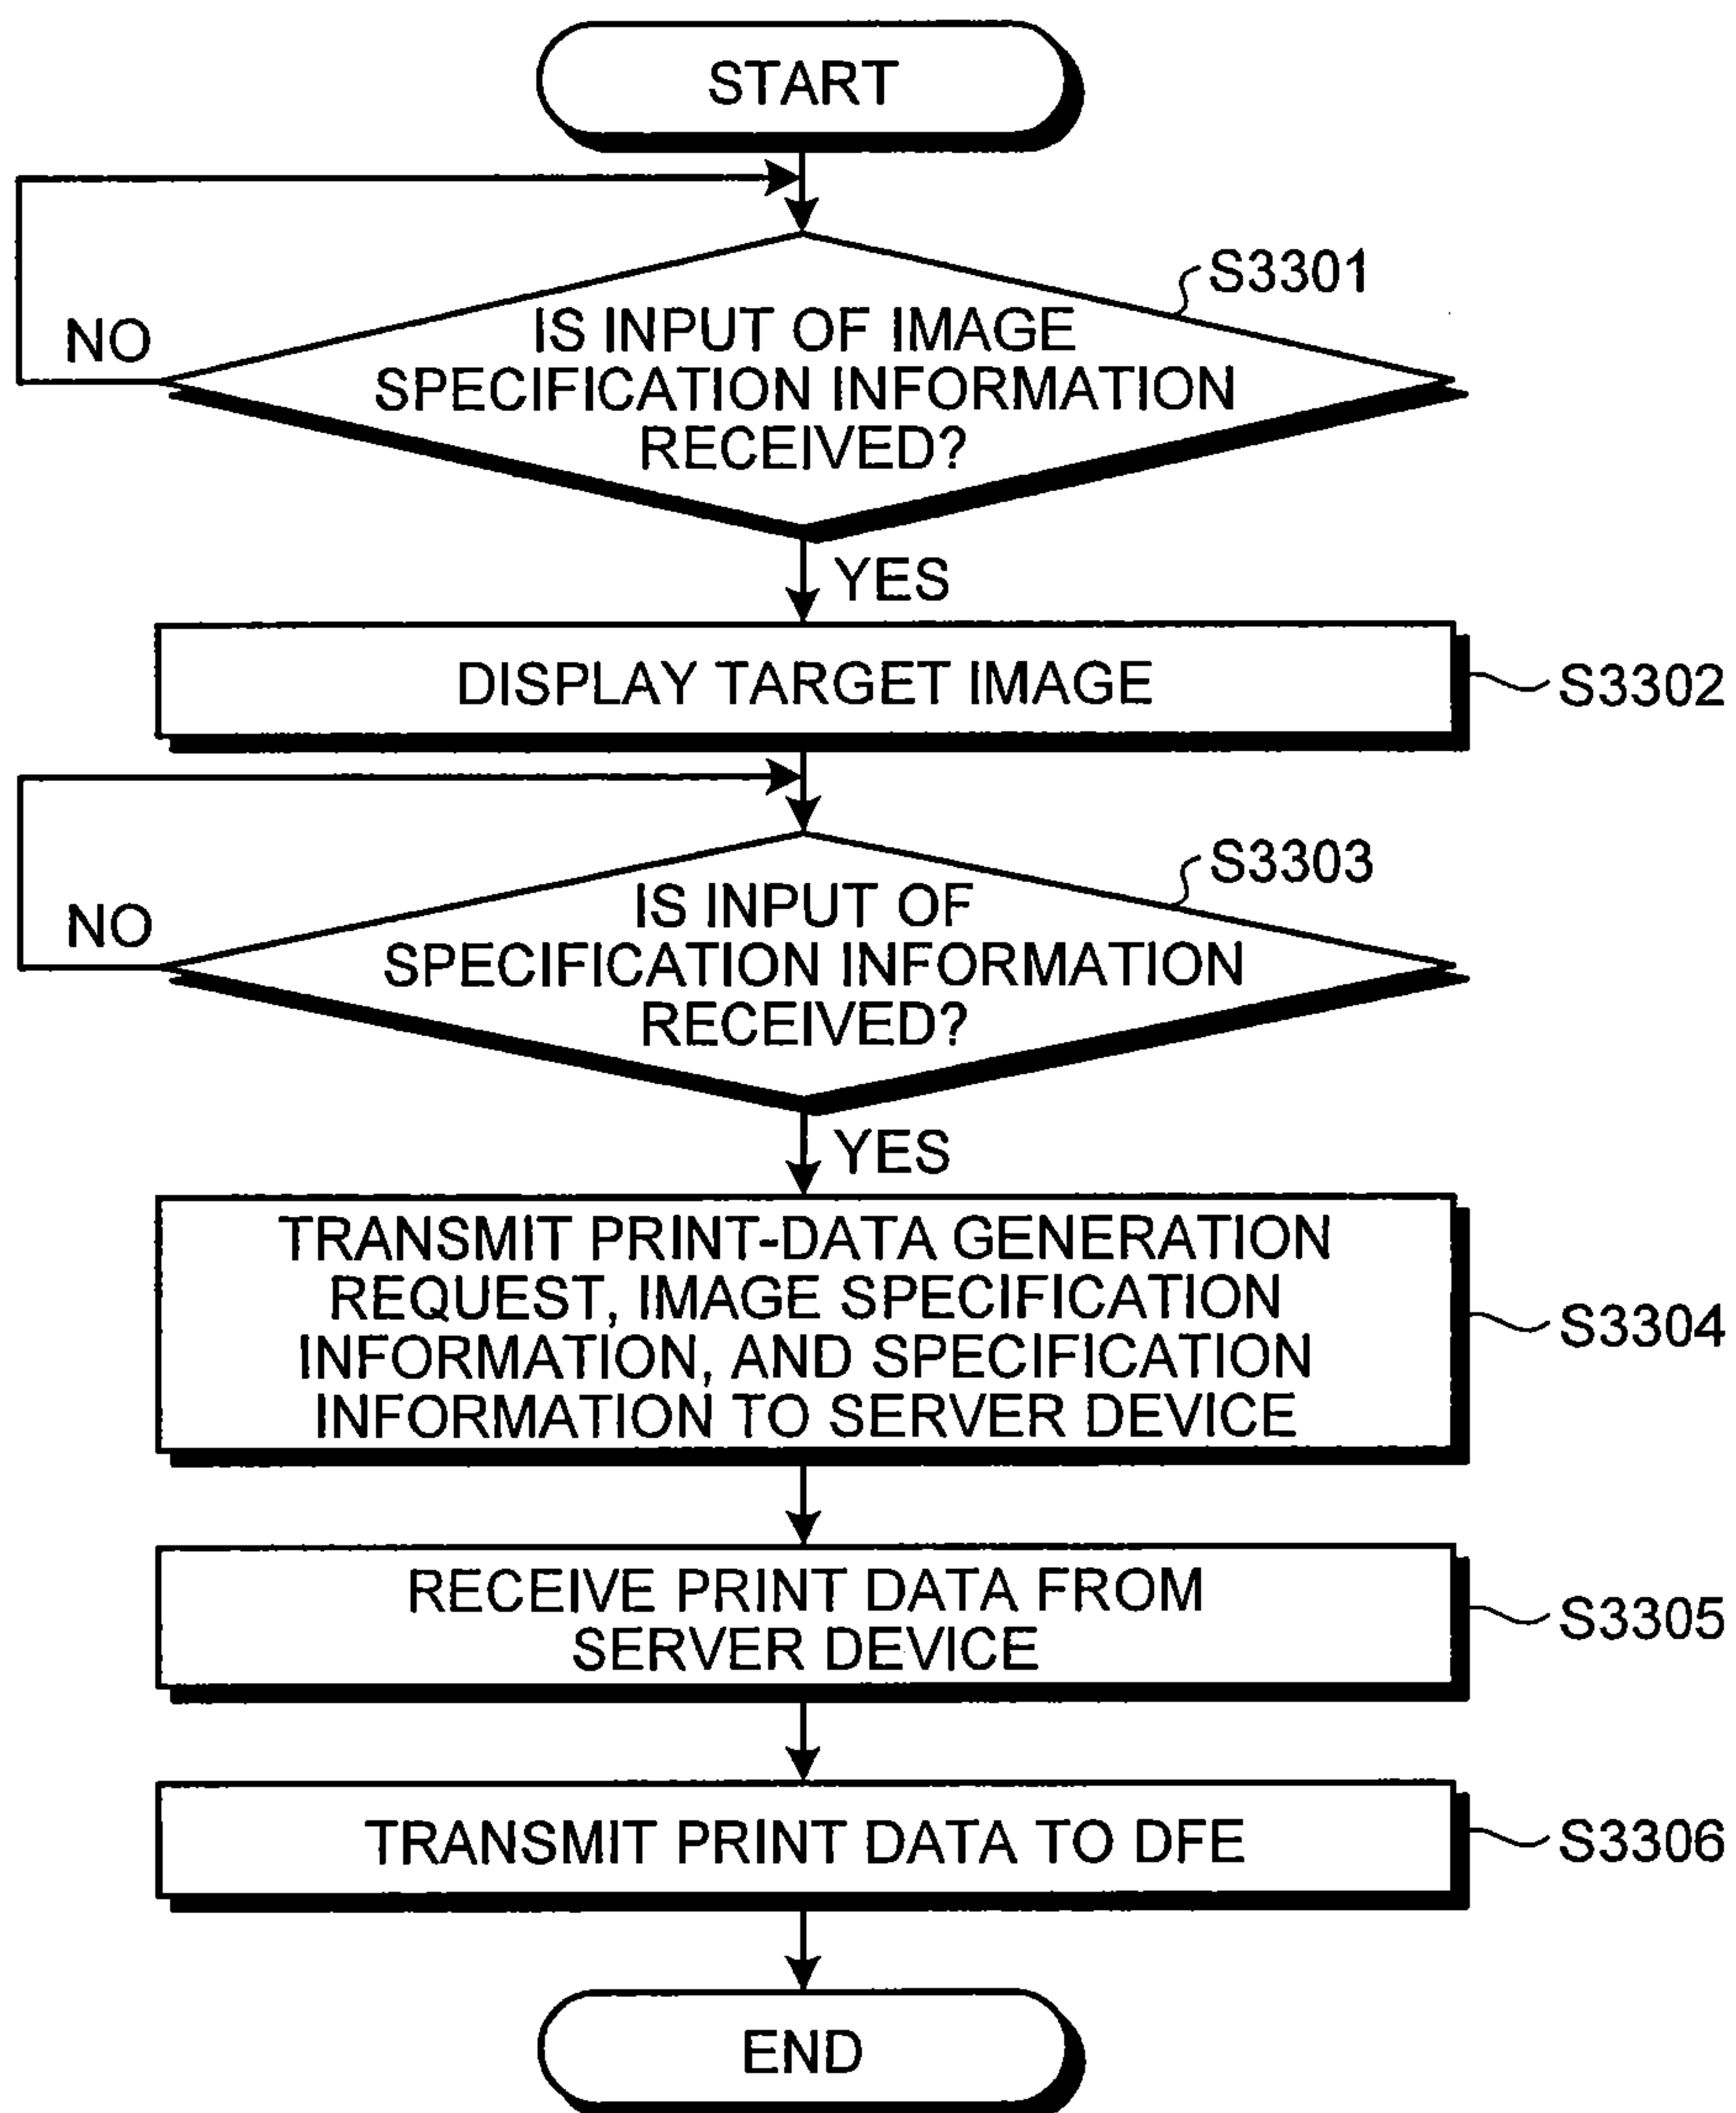 START
S3301
IS INPUT OF IMAGE
SPECIFICATION INFORMATION
RECEIVED?
NO
YES
DISPLAY TARGET IMAGE
S3302
S3303
IS INPUT OF
SPECIFICATION INFORMATION
RECEIVED?
NO
YES
TRANSMIT PRINT-DATA GENERATION
REQUEST, IMAGE SPECIFICATION
INFORMATION, AND SPECIFICATION
INFORMATION TO SERVER DEVICE
S3304
RECEIVE PRINT DATA FROM
SERVER DEVICE
S3305
TRANSMIT PRINT DATA TO DFE
S3306
END